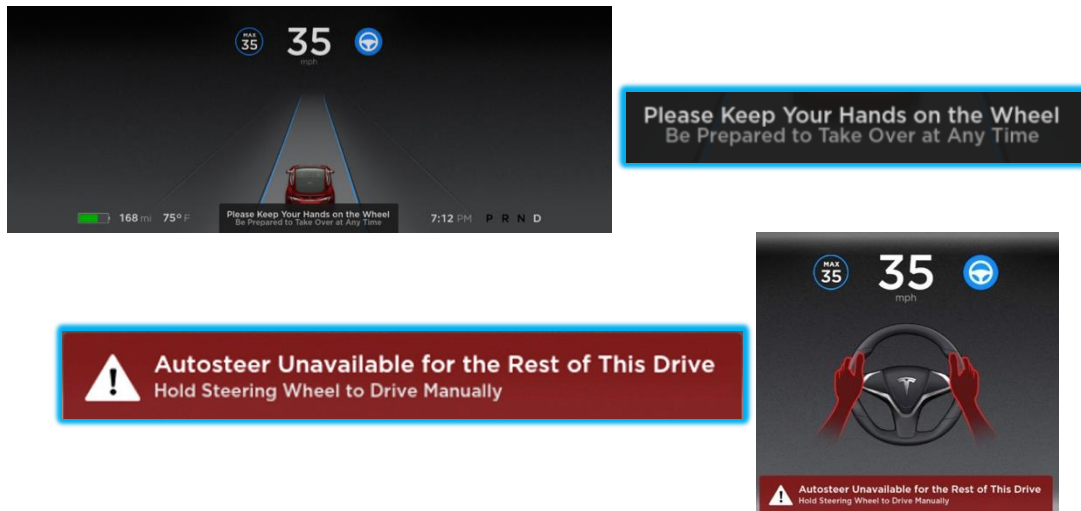 MAX
35
35
mph
168 mi 75° F
Please Keep Your Hands on the Wheel
Be Prepared to Take Over at Any Time
7:12 PM P R N D
Please Keep Your Hands on the Wheel
Be Prepared to Take Over at Any Time
Autosteer Unavailable for the Rest of This Drive
Hold Steering Wheel to Drive Manually
MAX
35
35
mph
Autosteer Unavailable for the Rest of This Drive
Hold Steering Wheel to Drive Manually